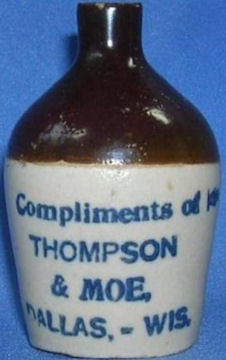 Compliments of
THOMPSON
& MOE,
DALLAS, - WIS.